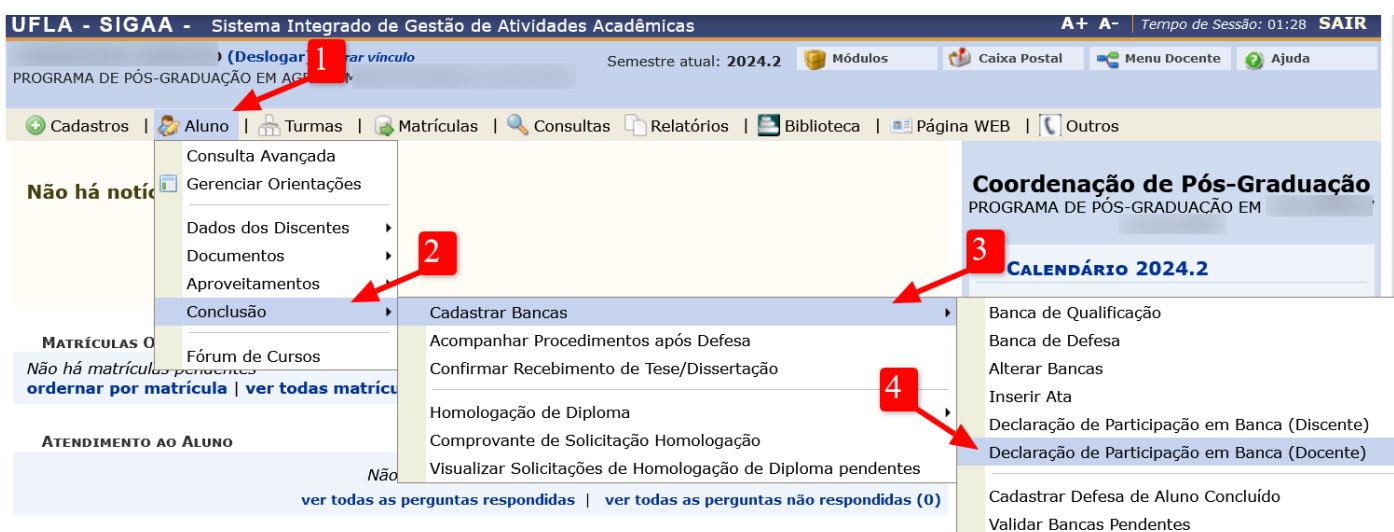 UFLA - SIGAA - Sistema Integrado de Gestão de Atividades Acadêmicas A+ A- | Tempo de Sessão: 01:28 SAIR
(Deslogar) 1 vínculo Semestre atual: 2024.2 Módulos Caixa Postal Menu Docente Ajuda
PROGRAMA DE PÓS-GRADUAÇÃO EM
Cadastros | Aluno | Turmas | Matrículas | Consultas Relatórios | Biblioteca | Página WEB | Outros
Consulta Avançada
Não há notíc Gerenciar Orientações
Dados dos Discentes
Documentos 2
Aproveitamentos
Conclusão
Fórum de Cursos
Coordenação de Pós-Graduação
PROGRAMA DE PÓS-GRADUAÇÃO EM
3 CALENDÁRIO 2024.2
Cadastrar Bancas
Acompanhar Procedimentos após Defesa
Confirmar Recebimento de Tese/Dissertação
4
Homologação de Diploma
Comprovante de Solicitação Homologação
Visualizar Solicitações de Homologação de Diploma pendentes
Banca de Qualificação
Banca de Defesa
Alterar Bancas
Inserir Ata
Declaração de Participação em Banca (Discente)
Declaração de Participação em Banca (Docente)
Cadastrar Defesa de Aluno Concluído
Validar Bancas Pendentes
MATRÍCULAS O
Não há matrículas pendentes
ordernar por matrícula | ver todas matrícu
ATENDIMENTO AO ALUNO
Não
ver todas as perguntas respondidas | ver todas as perguntas não respondidas (0)